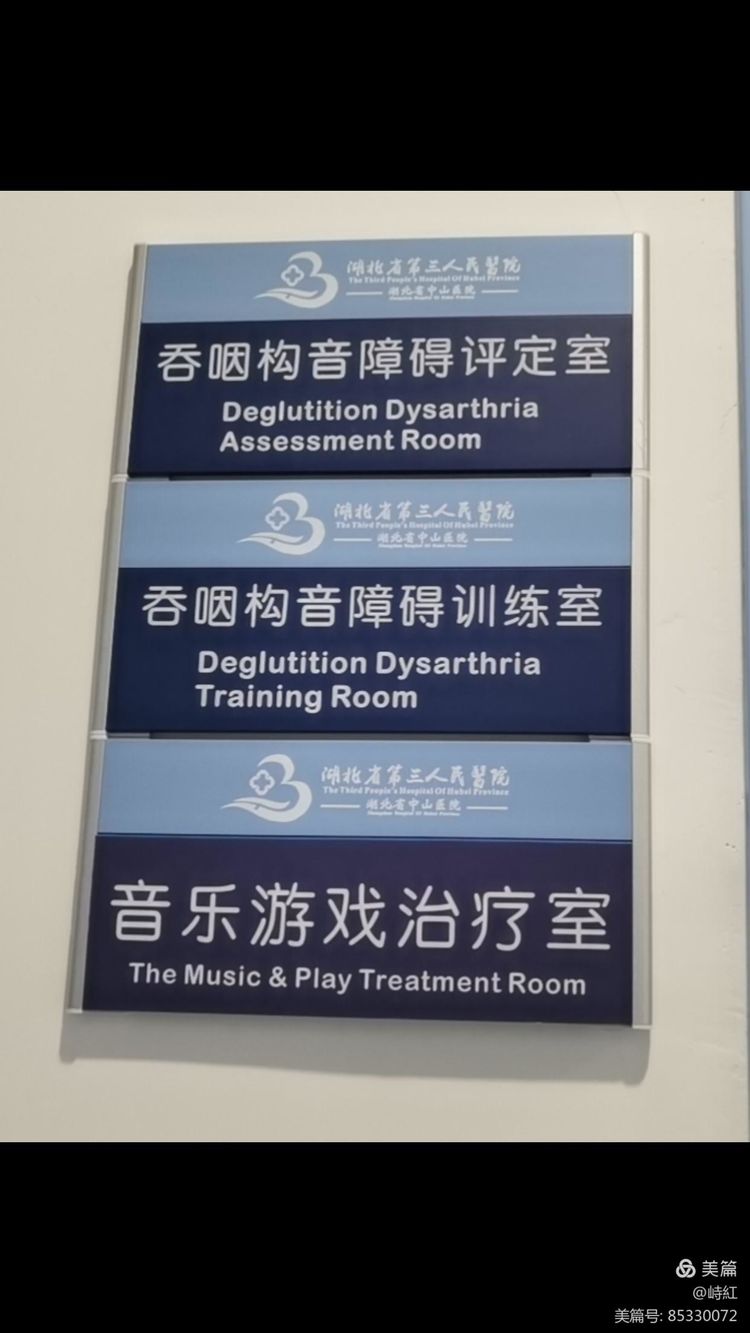 湖北省第三人民醫院
The Third People's Hospital Of Hubei Province
湖北省中山医院
吞咽构音障碍评定室
Deglutition Dysarthria
Assessment Room
湖北省第三人民醫院
The Third People's Hospital Of Hubei Province
湖北省中山医院
吞咽构音障碍训练室
Deglutition Dysarthria
Training Room
湖北省第三人民醫院
The Third People's Hospital Of Hubei Province
湖北省中山医院
音乐游戏治疗室
The Music & Play Treatment Room
美篇
@峙紅
美篇号: 85330072